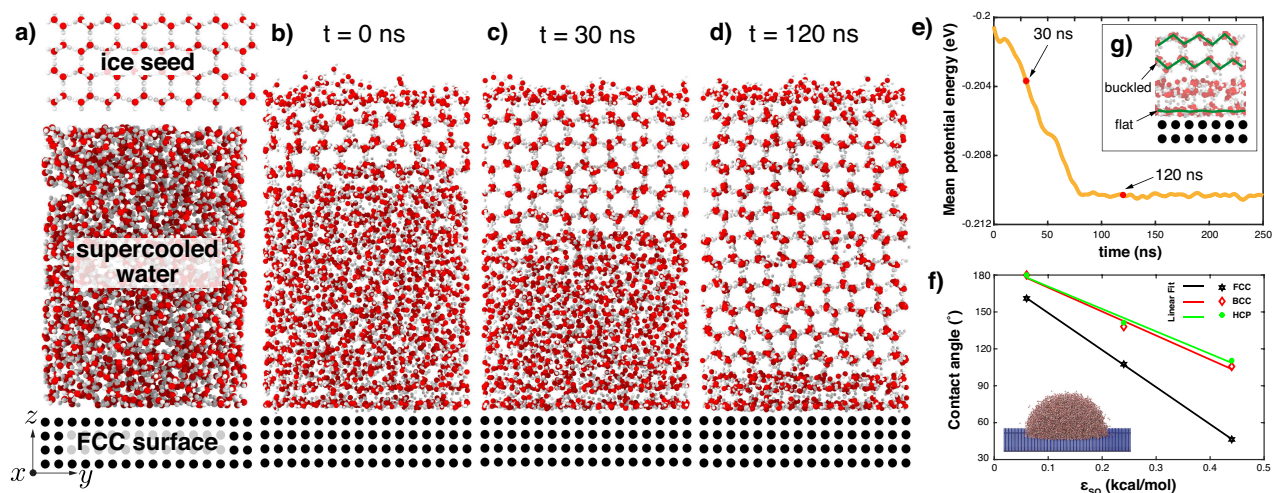 a)
ice seed
supercooled
water
FCC surface
z
x
y
b)
t = 0 ns
c)
t = 30 ns
d)
t = 120 ns
e)
-0.2
-0.204
-0.208
-0.212
Mean potential energy (eV)
30 ns
120 ns
0
50
100
150
200
250
time (ns)
g)
buckled
flat
f)
180
150
120
90
60
30
Contact angle (°)
Linear Fit
FCC
BCC
HCP
0
0.1
0.2
0.3
0.4
0.5
εSO (kcal/mol)